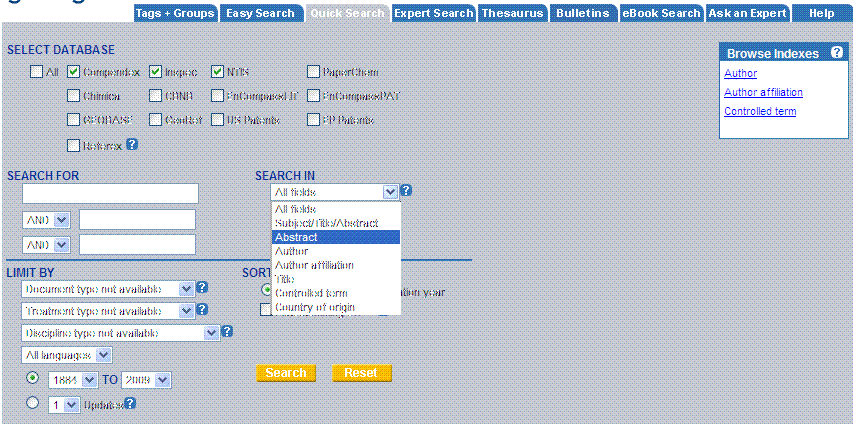 Tags + Groups Easy Search Quick Search Expert Search Thesaurus Bulletins eBook Search Ask an Expert Help
SELECT DATABASE
All Compendex Inspec NTIS PaperChem
Chimica CBNB EnCompassLIT EnCompassPAT
GEOBASE GeoRef US Patents EP Patents
Referex ?
Browse Indexes ?
Author
Author affiliation
Controlled term
SEARCH FOR SEARCH IN
All fields ?
AND
AND
All fields
Subject/Title/Abstract
Abstract
Author
Author affiliation
Title
Controlled term
Country of origin
LIMIT BY SORT
Document type not available ?
Treatment type not available ?
Discipline type not available ?
All languages
1884 TO 2009
1 Updates ?
year
Search Reset